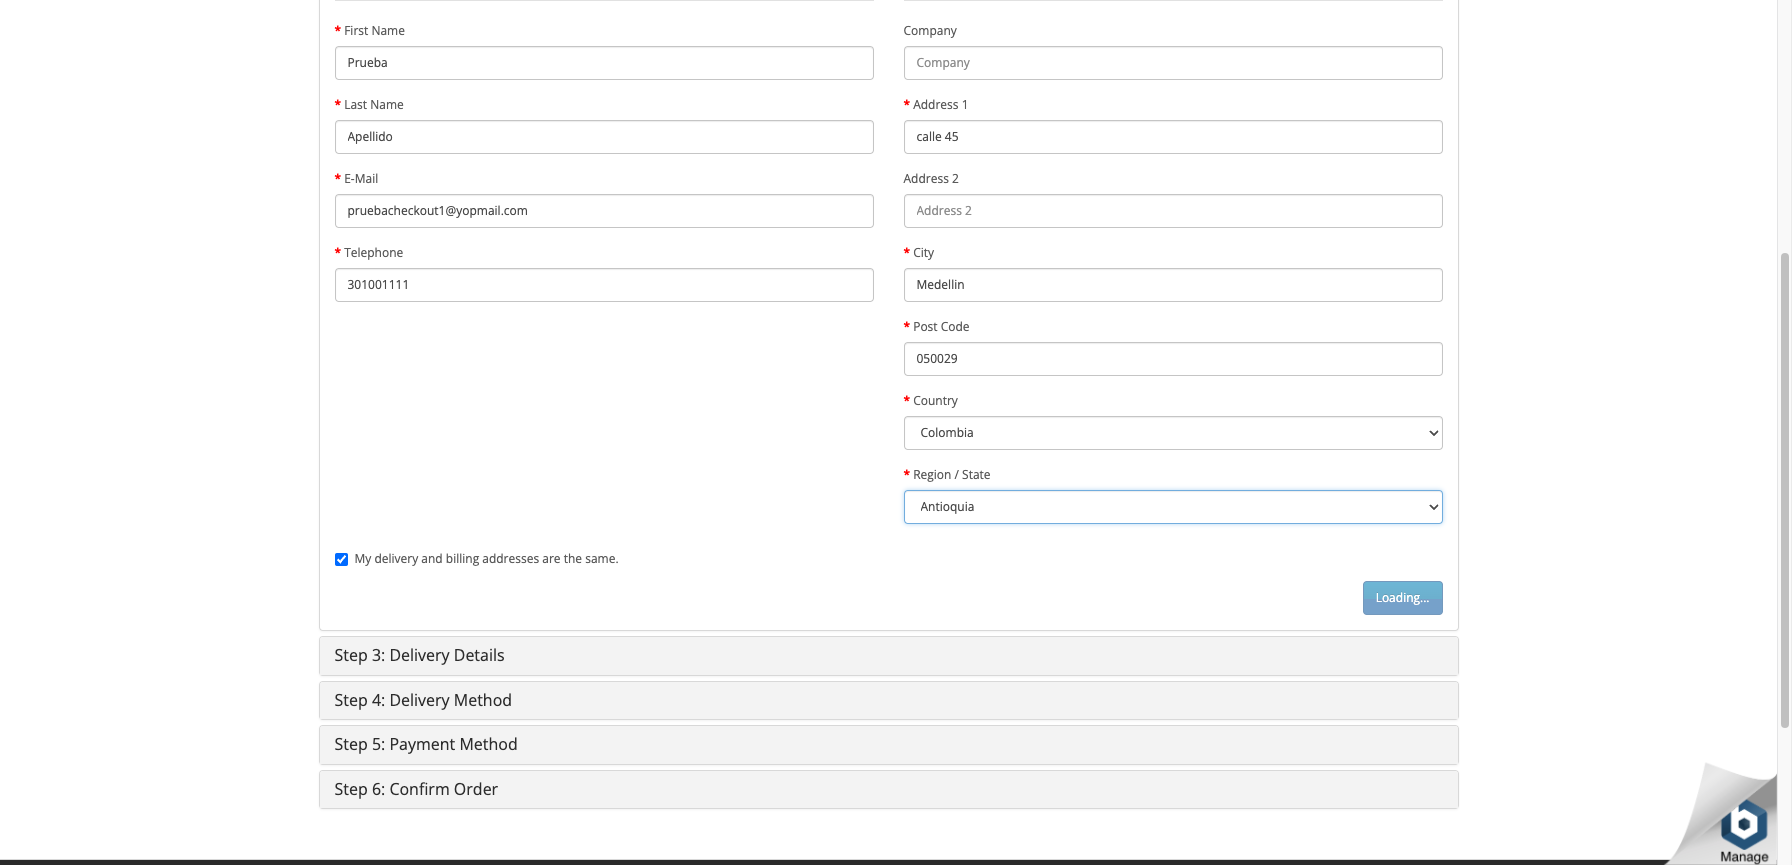 * First Name
Prueba
* Last Name
Apellido
* E-Mail
pruebacheckout1@yopmail.com
* Telephone
301001111
Company
Company
* Address 1
calle 45
Address 2
Address 2
* City
Medellin
* Post Code
050029
* Country
Colombia
* Region / State
Antioquia
My delivery and billing addresses are the same.
Loading...
Step 3: Delivery Details
Step 4: Delivery Method
Step 5: Payment Method
Step 6: Confirm Order
b
Manage